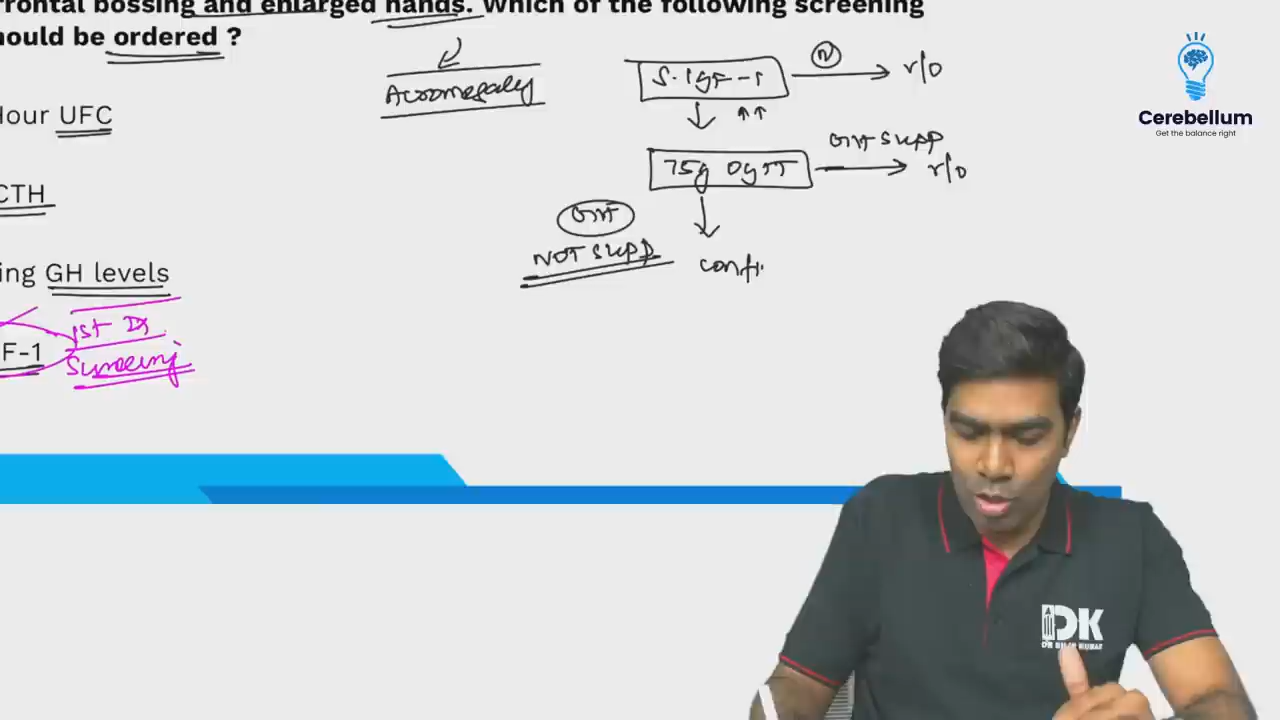 frontal bossing and enlarged hands. Which of the following screening
hould be ordered ?
Acromegaly
S. IGF-1
N
r/o
↑↑
Hour UFC
75g OGTT
GH SUPP
r/o
CTH
GH
NOT SUPP
confi
ing GH levels
1st Dx
F-1
Screening
Cerebellum
Get the balance right
DK